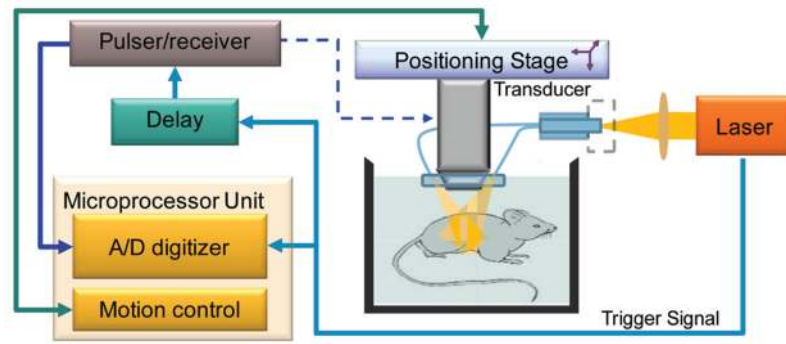 Pulser/receiver
Positioning Stage
Transducer
Delay
Laser
Microprocessor Unit
A/D digitizer
Motion control
Trigger Signal